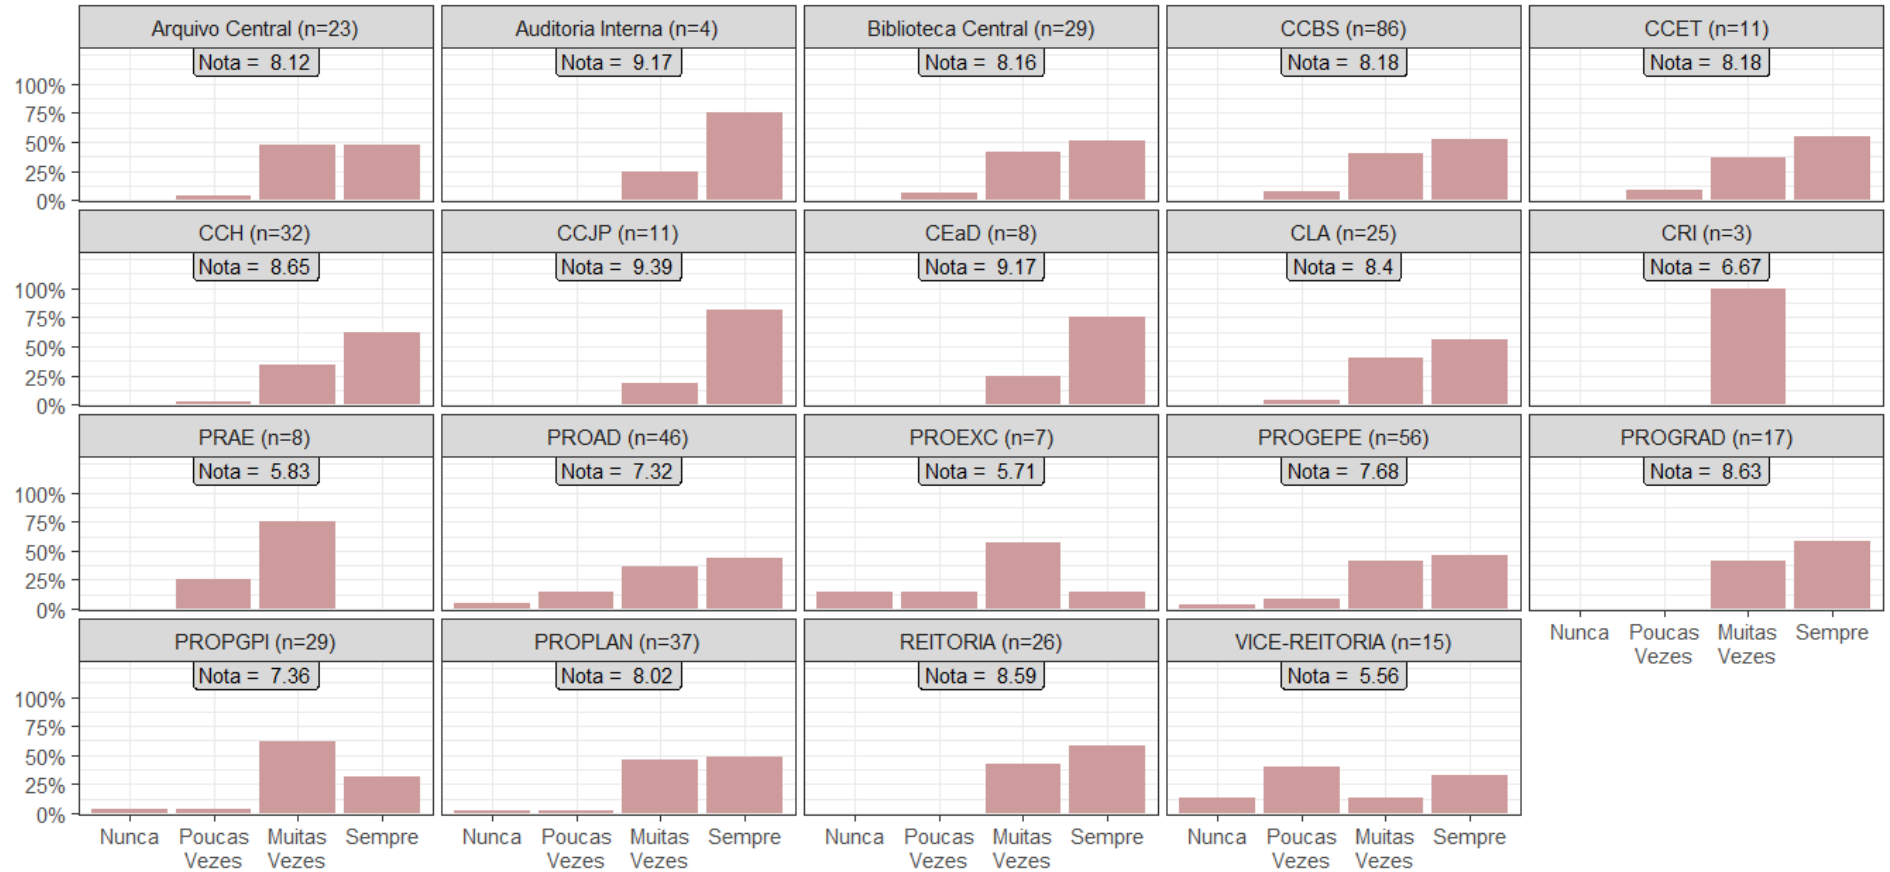 Arquivo Central (n=23)
Auditoria Interna (n=4)
Biblioteca Central (n=29)
CCBS (n=86)
CCET (n=11)
Nota = 8.12
Nota = 9.17
Nota = 8.16
Nota = 8.18
Nota = 8.18
100%
75%
50%
25%
0%
CCH (n=32)
CCJP (n=11)
CEaD (n=8)
CLA (n=25)
CRI (n=3)
Nota = 8.65
Nota = 9.39
Nota = 9.17
Nota = 8.4
Nota = 6.67
100%
75%
50%
25%
0%
PRAE (n=8)
PROAD (n=46)
PROEXC (n=7)
PROGEPE (n=56)
PROGRAD (n=17)
Nota = 5.83
Nota = 7.32
Nota = 5.71
Nota = 7.68
Nota = 8.63
100%
75%
50%
25%
0%
Nunca
Poucas
Vezes
Muitas
Vezes
Sempre
PROPGPI (n=29)
PROPLAN (n=37)
REITORIA (n=26)
VICE-REITORIA (n=15)
Nota = 7.36
Nota = 8.02
Nota = 8.59
Nota = 5.56
100%
75%
50%
25%
0%
Nunca
Poucas
Vezes
Muitas
Vezes
Sempre
Nunca
Poucas
Vezes
Muitas
Vezes
Sempre
Nunca
Poucas
Vezes
Muitas
Vezes
Sempre
Nunca
Poucas
Vezes
Muitas
Vezes
Sempre